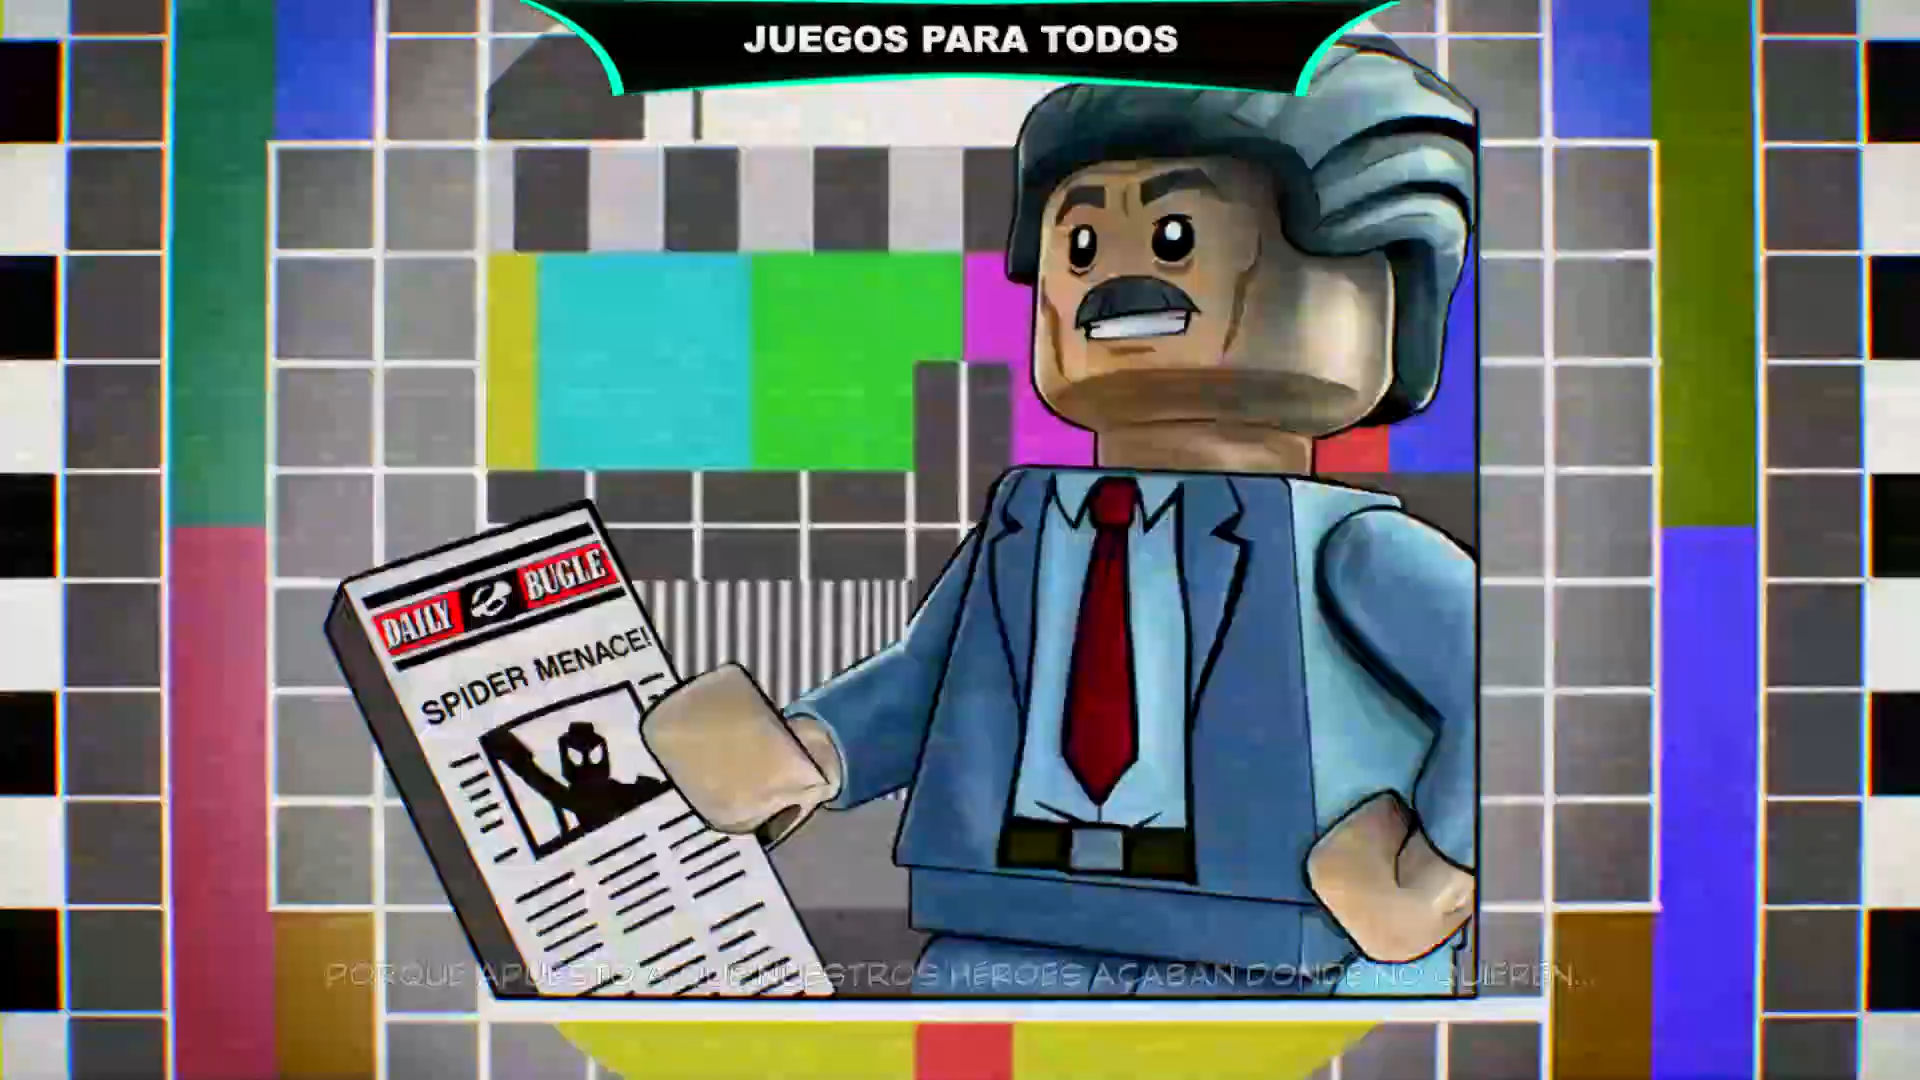 JUEGOS PARA TODOS
DAILY BUGLE
SPIDER MENACE!
PORQUE APUESTO A QUE NUESTROS HÉROES ACABAN DONDE NO QUIEREN...